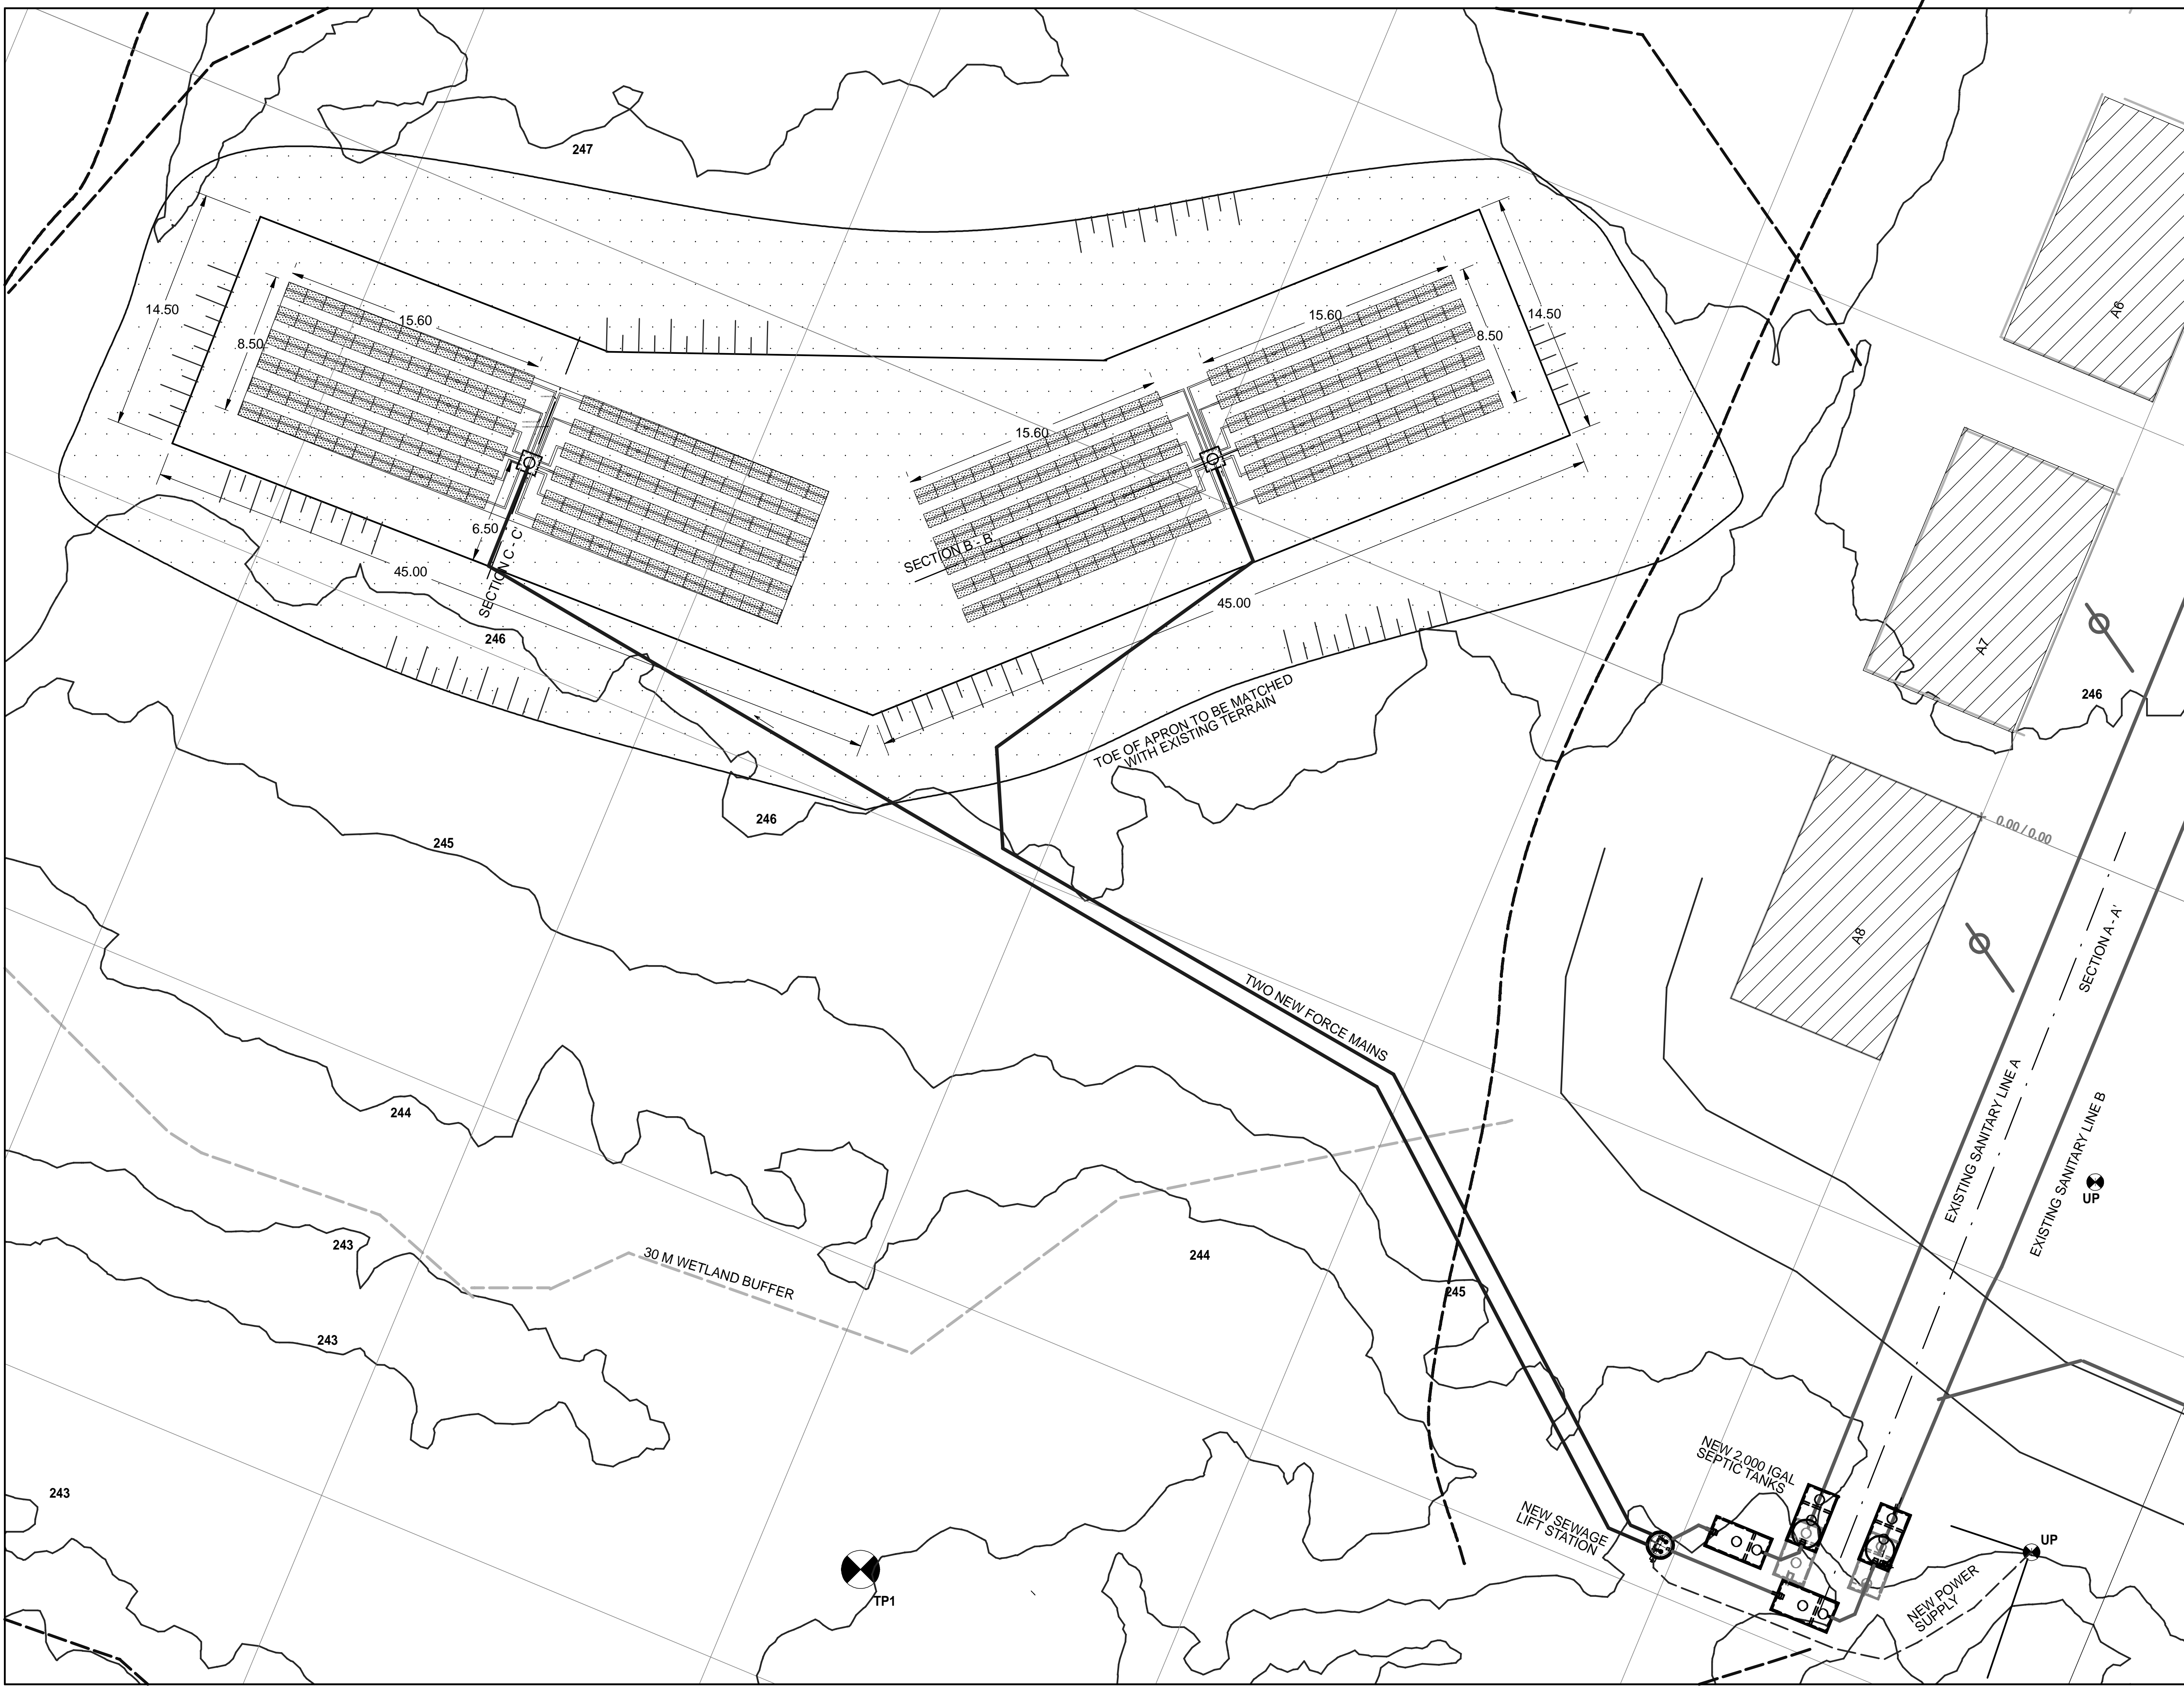 247
A6
14.50
15.60
8.50
15.60
14.50
8.50
15.60
6.50
SECTION C - C'
SECTION B - B'
45.00
45.00
246
A7
246
TOE OF APRON TO BE MATCHED
WITH EXISTING TERRAIN
246
245
0.00 / 0.00
A8
SECTION A - A'
TWO NEW FORCE MAINS
244
EXISTING SANITARY LINE A
EXISTING SANITARY LINE B
UP
243
30 M WETLAND BUFFER
244
245
243
NEW 2,000 IGAL
SEPTIC TANKS
243
NEW SEWAGE
LIFT STATION
UP
TP1
NEW POWER
SUPPLY